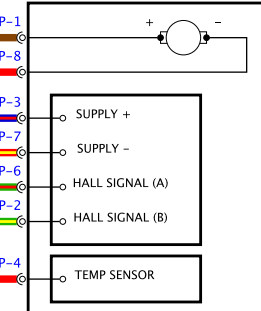 P-1
+ -
P-8
P-3
SUPPLY +
P-7
SUPPLY -
P-6
HALL SIGNAL (A)
P-2
HALL SIGNAL (B)
P-4
TEMP SENSOR